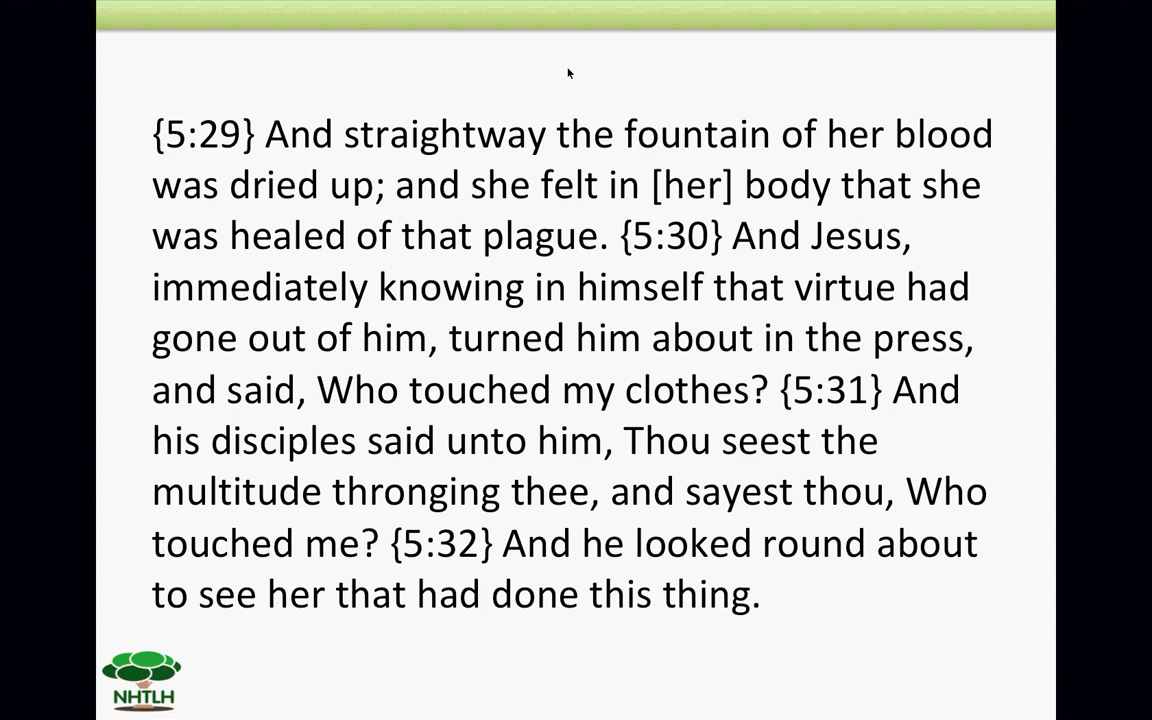 {5:29} And straightway the fountain of her blood
was dried up; and she felt in [her] body that she
was healed of that plague. {5:30} And Jesus,
immediately knowing in himself that virtue had
gone out of him, turned him about in the press,
and said, Who touched my clothes? {5:31} And
his disciples said unto him, Thou seest the
multitude thronging thee, and sayest thou, Who
touched me? {5:32} And he looked round about
to see her that had done this thing.
NHTLH